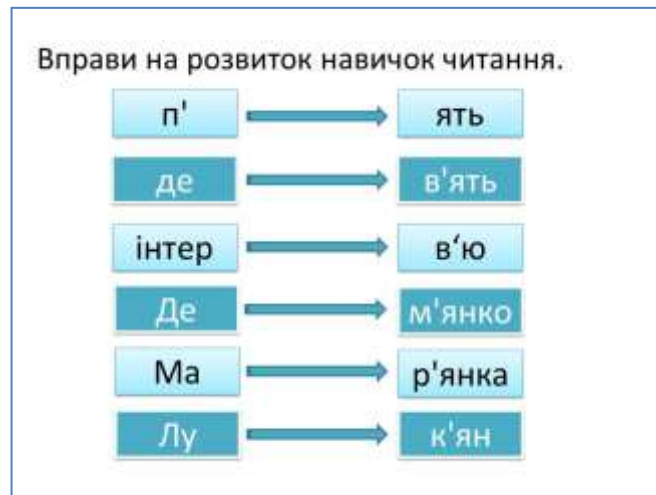 Вправи на розвиток навичок читання.
п' ять
де в'ять
інтер в‘ю
Де м'янко
Ма р'янка
Лу к'ян